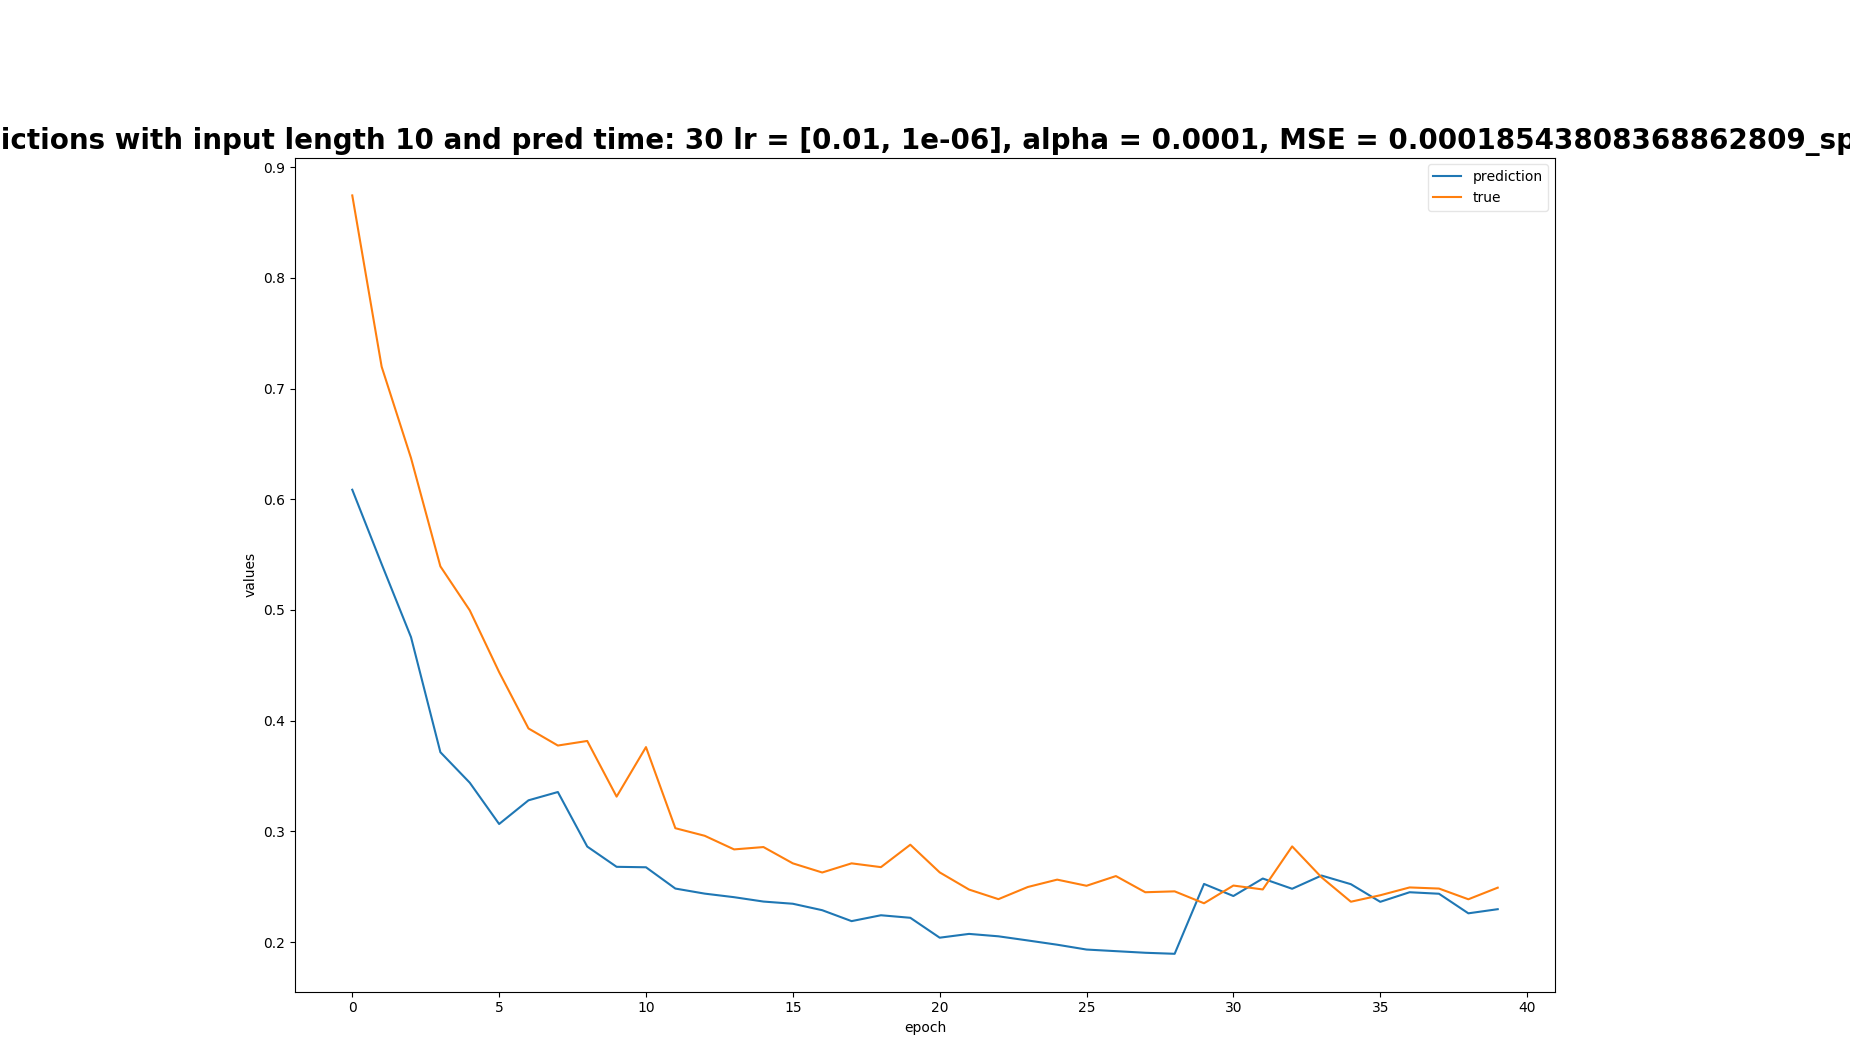 ictions with input length 10 and pred time: 30 lr = [0.01, 1e-06], alpha = 0.0001, MSE = 0.00018543808368862809_sp
prediction
true
0.9
0.8
0.7
0.6
0.5
0.4
0.3
0.2
values
0 5 10 15 20 25 30 35 40
epoch